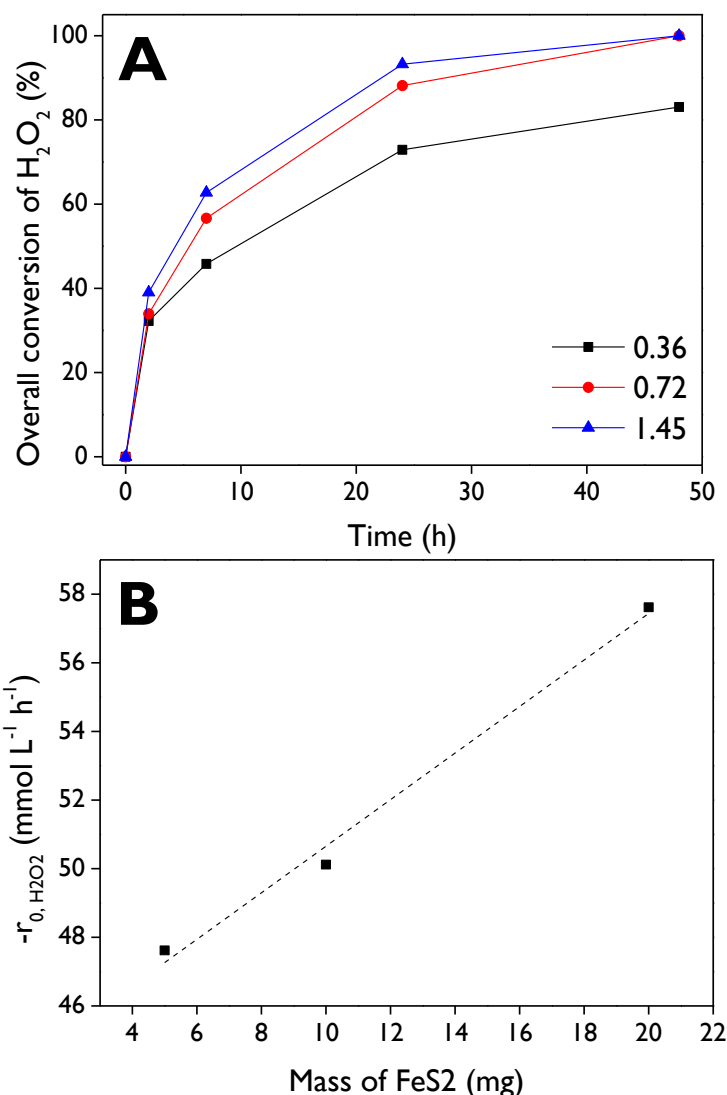 A
Overall conversion of H₂O₂ (%)
100
80
60
40
20
0
0.36
0.72
1.45
0 10 20 30 40 50
Time (h)
B
-r₀, H2O2 (mmol L⁻¹ h⁻¹)
58
56
54
52
50
48
46
4 6 8 10 12 14 16 18 20 22
Mass of FeS2 (mg)